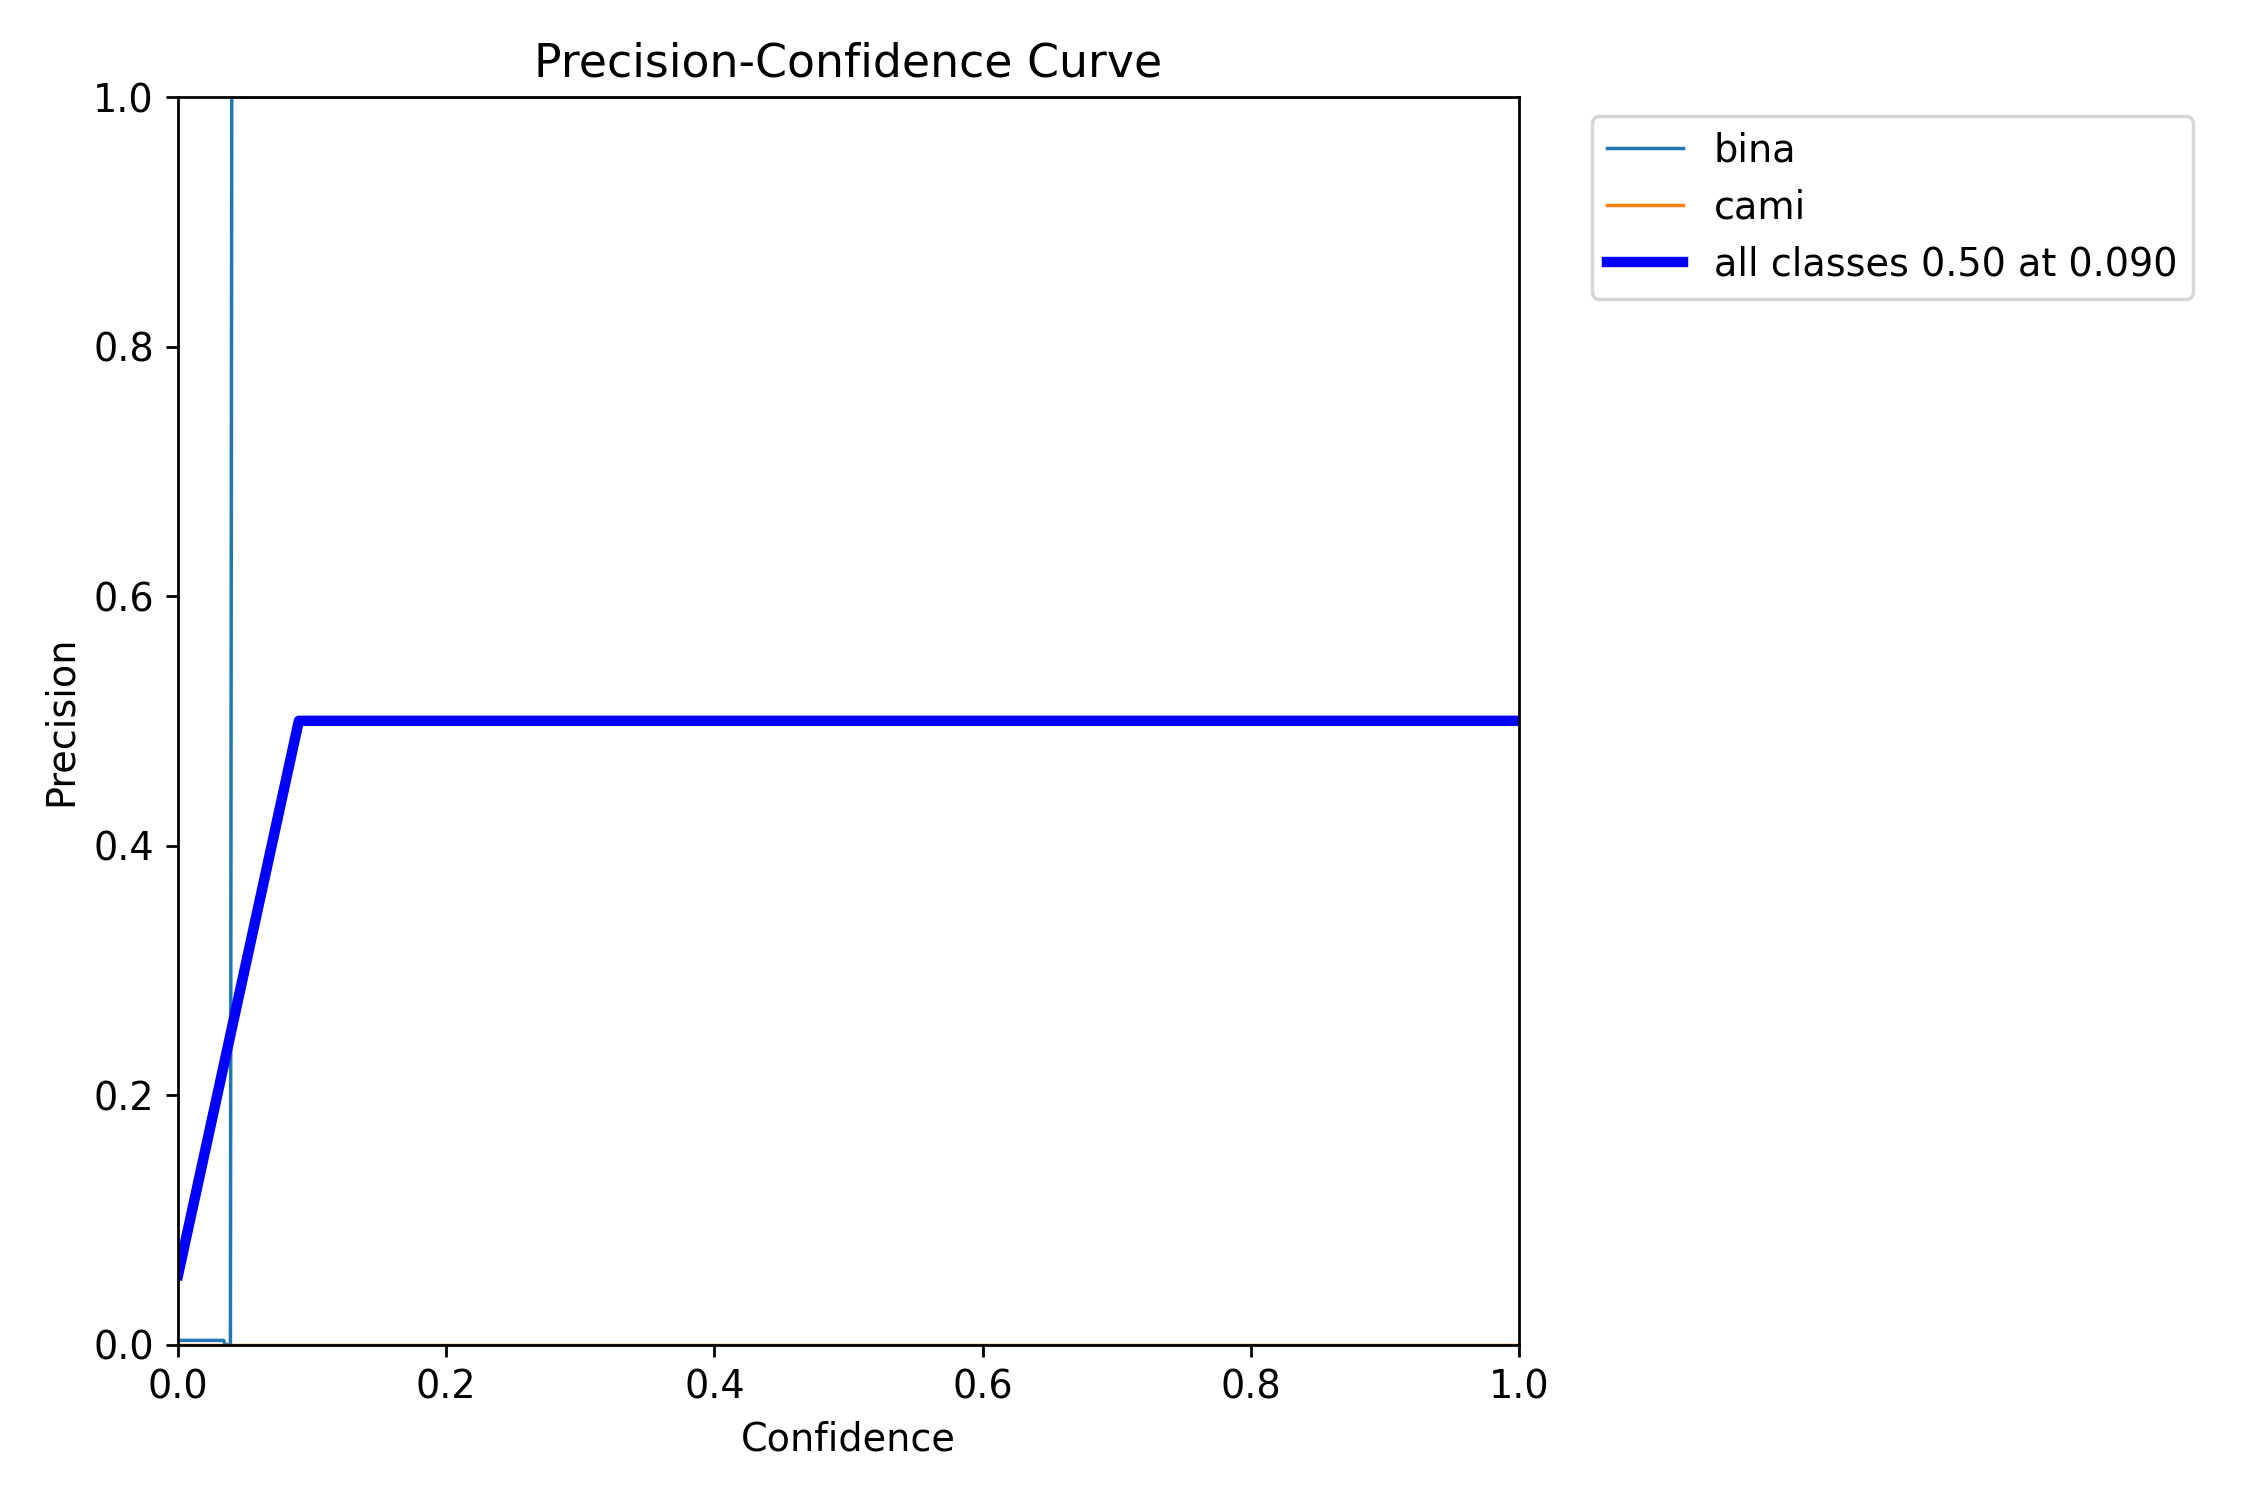 Precision-Confidence Curve
1.0
0.8
0.6
0.4
0.2
0.0
Precision
0.0 0.2 0.4 0.6 0.8 1.0
Confidence
bina
cami
all classes 0.50 at 0.090